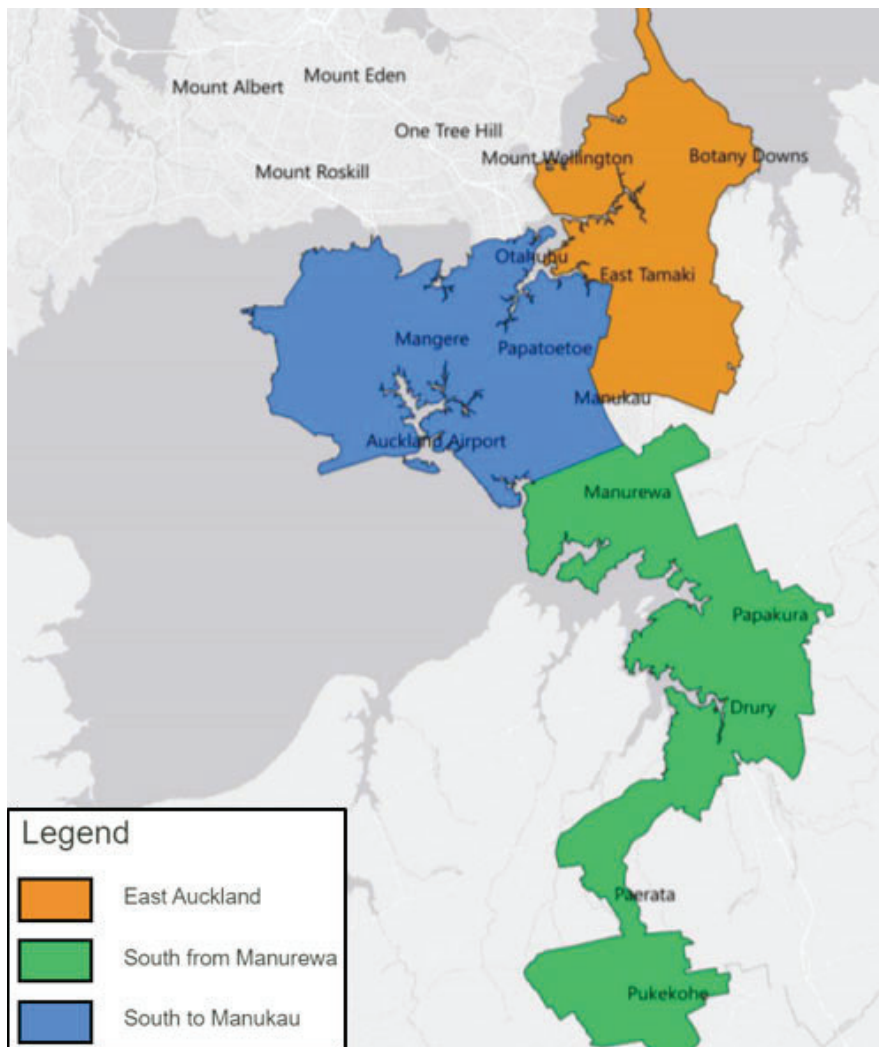 Mount Eden
Mount Albert
One Tree Hill
Mount Wellington
Botany Downs
Mount Roskill
Otahuhu
East Tamaki
Mangere
Papatoetoe
Manukau
Auckland Airport
Manurewa
Papakura
Drury
Paerata
Pukekohe
Legend
East Auckland
South from Manurewa
South to Manukau